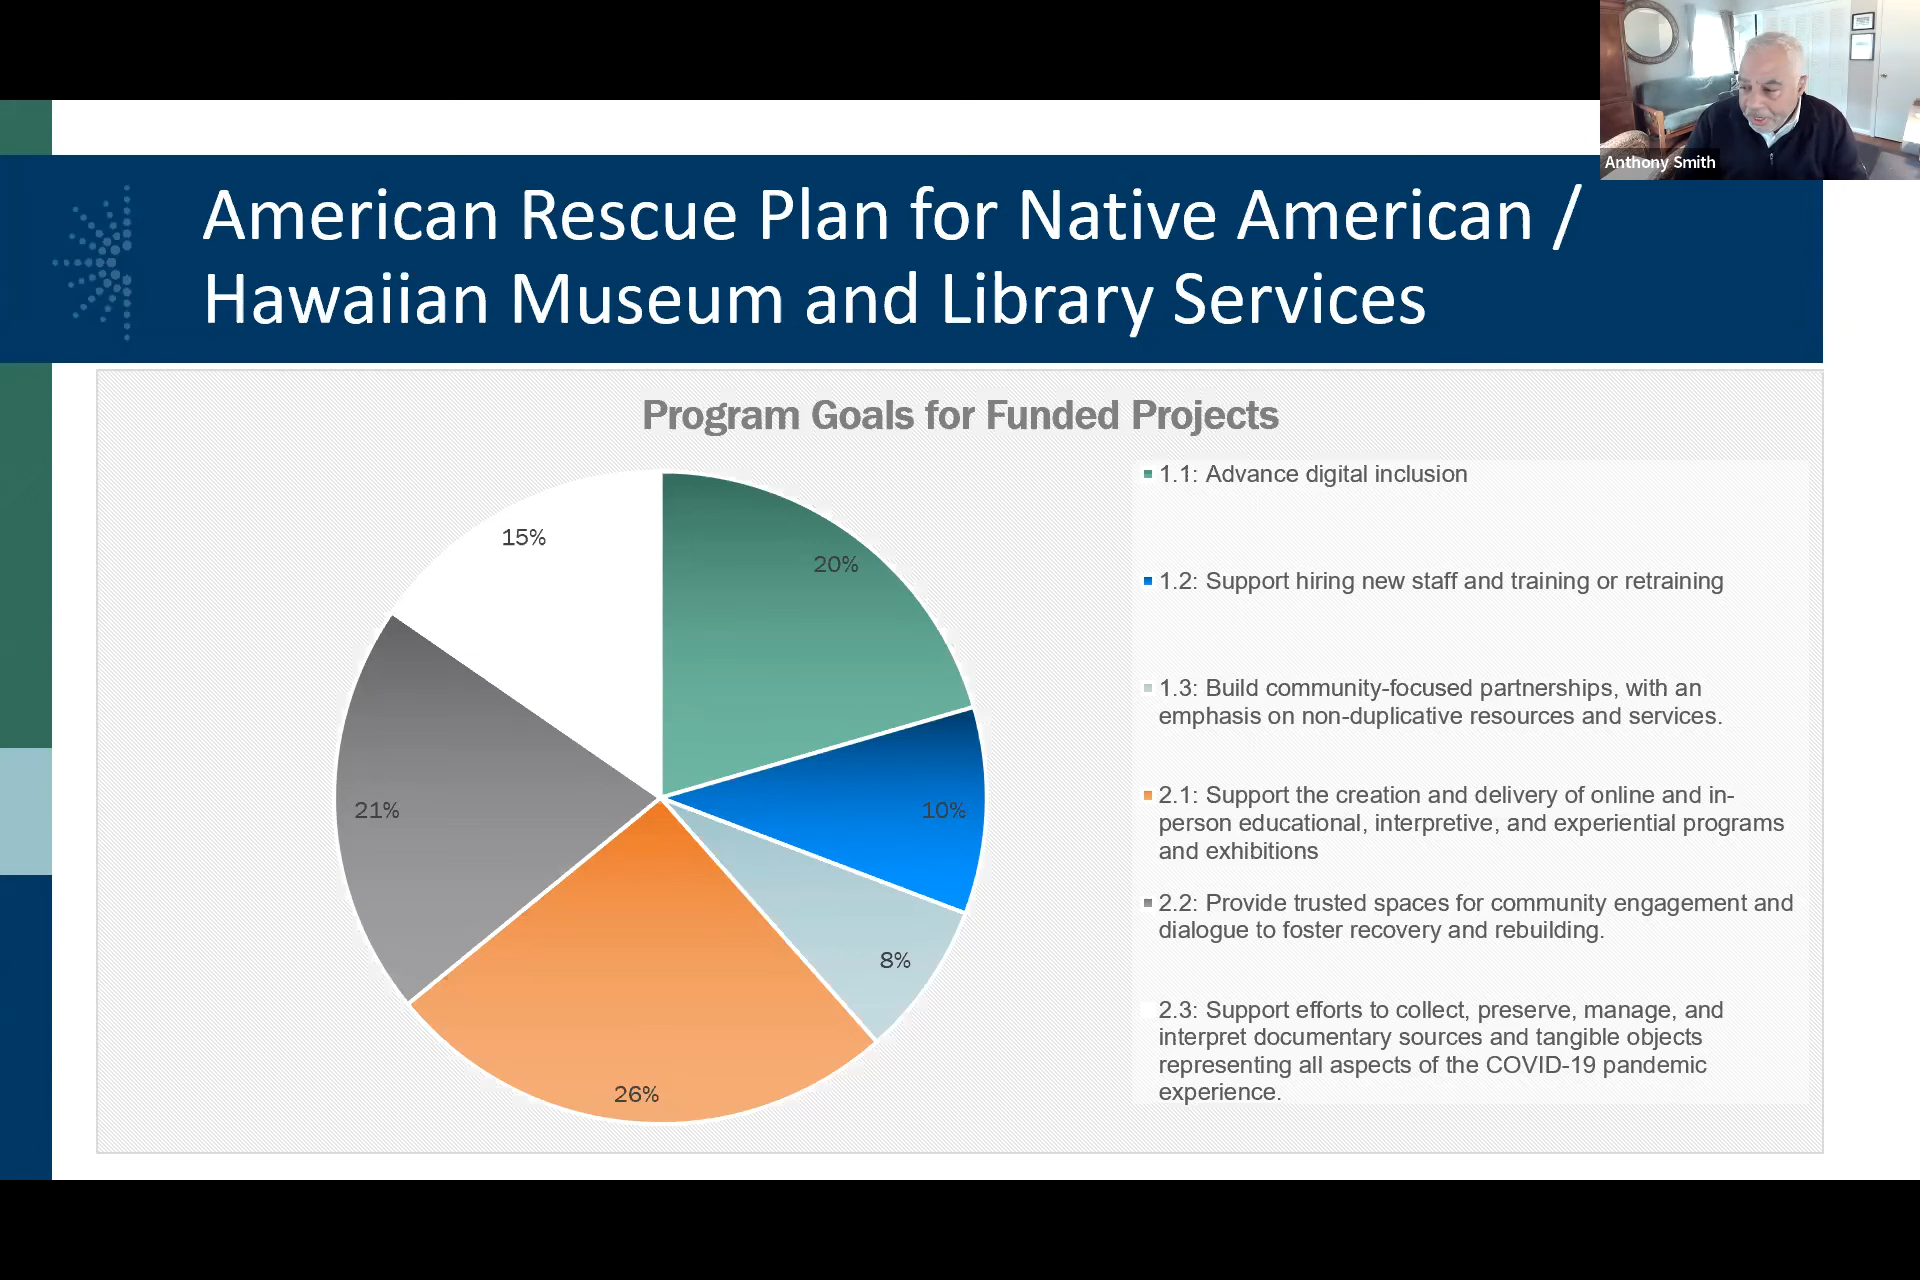 Anthony Smith
American Rescue Plan for Native American /
Hawaiian Museum and Library Services
Program Goals for Funded Projects
15%
20%
21%
10%
8%
26%
1.1: Advance digital inclusion
1.2: Support hiring new staff and training or retraining
1.3: Build community-focused partnerships, with an
emphasis on non-duplicative resources and services.
2.1: Support the creation and delivery of online and in-
person educational, interpretive, and experiential programs
and exhibitions
2.2: Provide trusted spaces for community engagement and
dialogue to foster recovery and rebuilding.
2.3: Support efforts to collect, preserve, manage, and
interpret documentary sources and tangible objects
representing all aspects of the COVID-19 pandemic
experience.